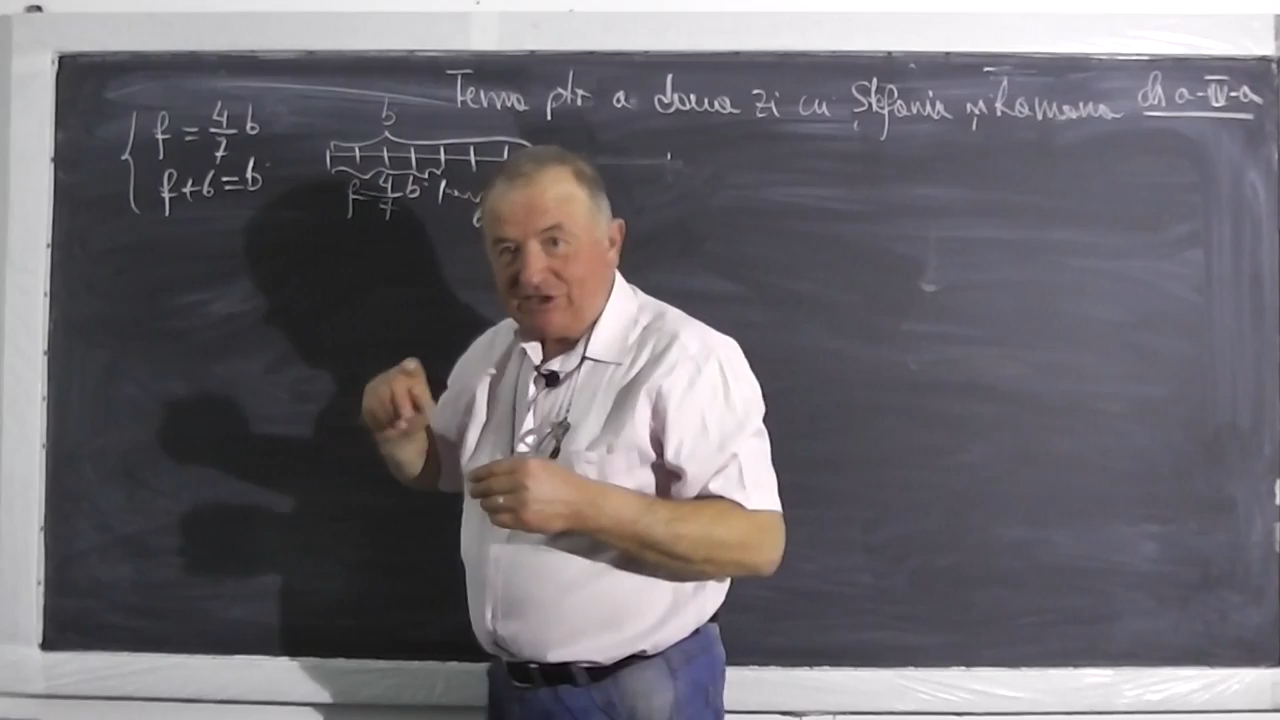 Tema ptr a doua zi cu Ștefania și Ramona cls a-IV-a
f = 4/7 b
f + 6 = b
b
f = 4/7 b